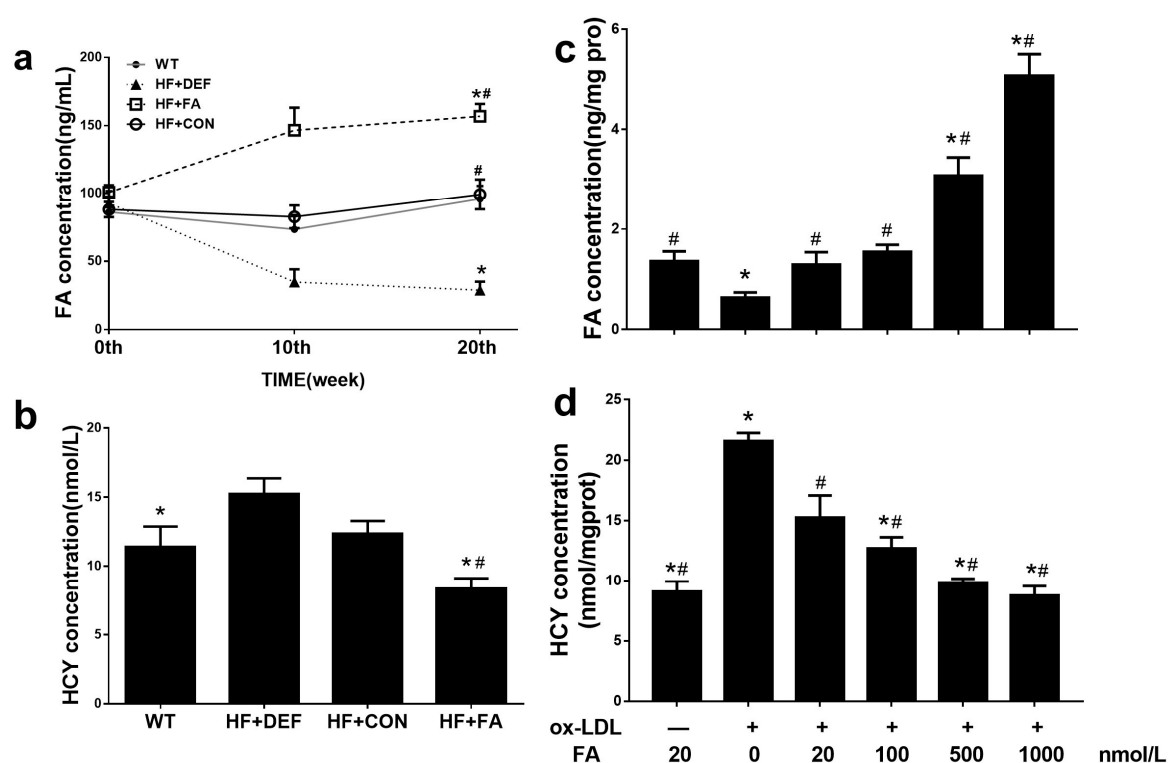 a
FA concentration(ng/mL)
200
150
100
50
0
WT
HF+DEF
HF+FA
HF+CON
*#
#
*
0th 10th 20th
TIME(week)
c
FA concentration(ng/mg pro)
6
4
2
0
# * # # *# *#
b
HCY concentration(nmol/L)
20
15
10
5
0
* *#
WT HF+DEF HF+CON HF+FA
d
HCY concentration
(nmol/mgprot)
25
20
15
10
5
0
*# * # *# *# *#
ox-LDL — + + + + +
FA 20 0 20 100 500 1000 nmol/L